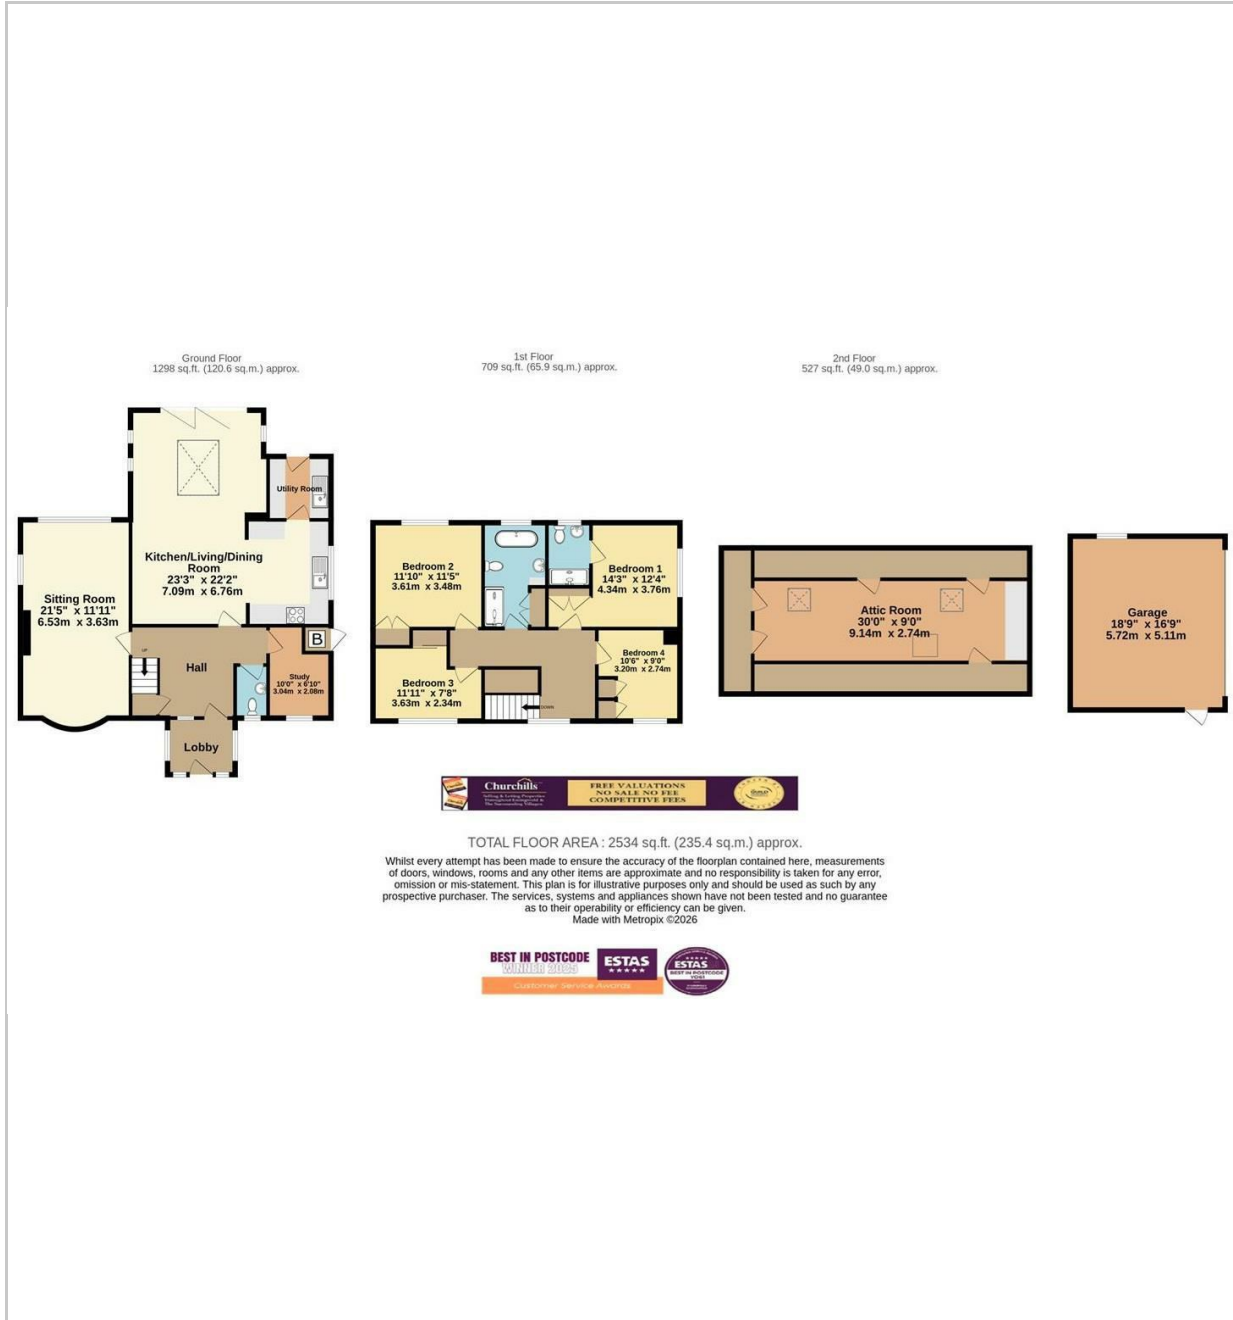 Ground Floor
1298 sq.ft. (120.6 sq.m.) approx.
1st Floor
709 sq.ft. (65.9 sq.m.) approx.
2nd Floor
527 sq.ft. (49.0 sq.m.) approx.
Utility Room
Kitchen/Living/Dining
Room
23'3" x 22'2"
7.09m x 6.76m
Sitting Room
21'5" x 11'11"
6.53m x 3.63m
UP
Hall
B
Study
10'0" x 6'10"
3.04m x 2.08m
Lobby
Bedroom 2
11'10" x 11'5"
3.61m x 3.48m
Bedroom 1
14'3" x 12'4"
4.34m x 3.76m
Bedroom 4
10'6" x 9'0"
3.20m x 2.74m
Bedroom 3
11'11" x 7'8"
3.63m x 2.34m
DOWN
Attic Room
30'0" x 9'0"
9.14m x 2.74m
Garage
18'9" x 16'9"
5.72m x 5.11m
Churchills
Selling & Letting Properties
The Surrounding Villages
FREE VALUATIONS
NO SALE NO FEE
COMPETITIVE FEES
TOTAL FLOOR AREA : 2534 sq.ft. (235.4 sq.m.) approx.
Whilst every attempt has been made to ensure the accuracy of the floorplan contained here, measurements
of doors, windows, rooms and any other items are approximate and no responsibility is taken for any error,
omission or mis-statement. This plan is for illustrative purposes only and should be used as such by any
prospective purchaser. The services, systems and appliances shown have not been tested and no guarantee
as to their operability or efficiency can be given.
Made with Metropix ©2026
BEST IN POSTCODE
WINNER 2025
ESTAS
Customer Service Awards
ESTAS
BEST IN POSTCODE